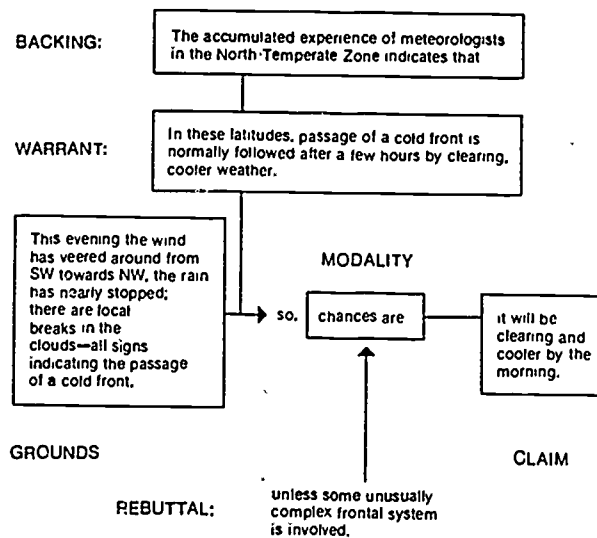 BACKING:
The accumulated experience of meteorologists
in the North-Temperate Zone indicates that
WARRANT:
In these latitudes, passage of a cold front is
normally followed after a few hours by clearing,
cooler weather.
This evening the wind
has veered around from
SW towards NW, the rain
has nearly stopped;
there are local
breaks in the
clouds—all signs
indicating the passage
of a cold front.
GROUNDS
MODALITY
so,
chances are
it will be
clearing and
cooler by the
morning.
CLAIM
REBUTTAL:
unless some unusually
complex frontal system
is involved.